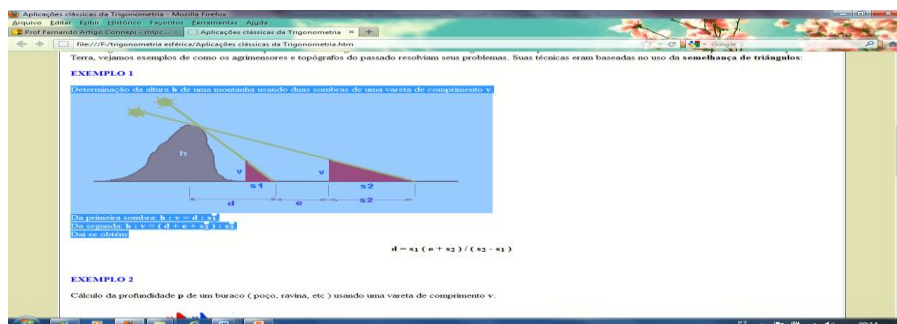 Aplicações clássicas da Trigonometria - Mozilla Firefox
Arquivo Editar Exibir Histórico Favoritos Ferramentas Ajuda
Prof Fernando Artigo Connepi - mtpc... Aplicações clássicas da Trigonometria
file:///F:/trigonometria esférica/Aplicações clássicas da Trigonometria.htm Google
Terra, vejamos exemplos de como os agrimensores e topógrafos do passado resolviam seus problemas. Suas técnicas eram baseadas no uso da semelhança de triângulos:
EXEMPLO 1
Determinação da altura h de uma montanha usando duas sombras de uma vareta de comprimento v.
h
v
v
s1
s2
d
e
s2
Da primeira sombra: h : v = d : s1
Da segunda: h : v = ( d + e + s2 ) : s2
Daí se obtém:
d = s1 ( e + s2 ) / ( s2 - s1 )
EXEMPLO 2
Cálculo da profundidade p de um buraco ( poço, ravina, etc ) usando uma vareta de comprimento v.
PT